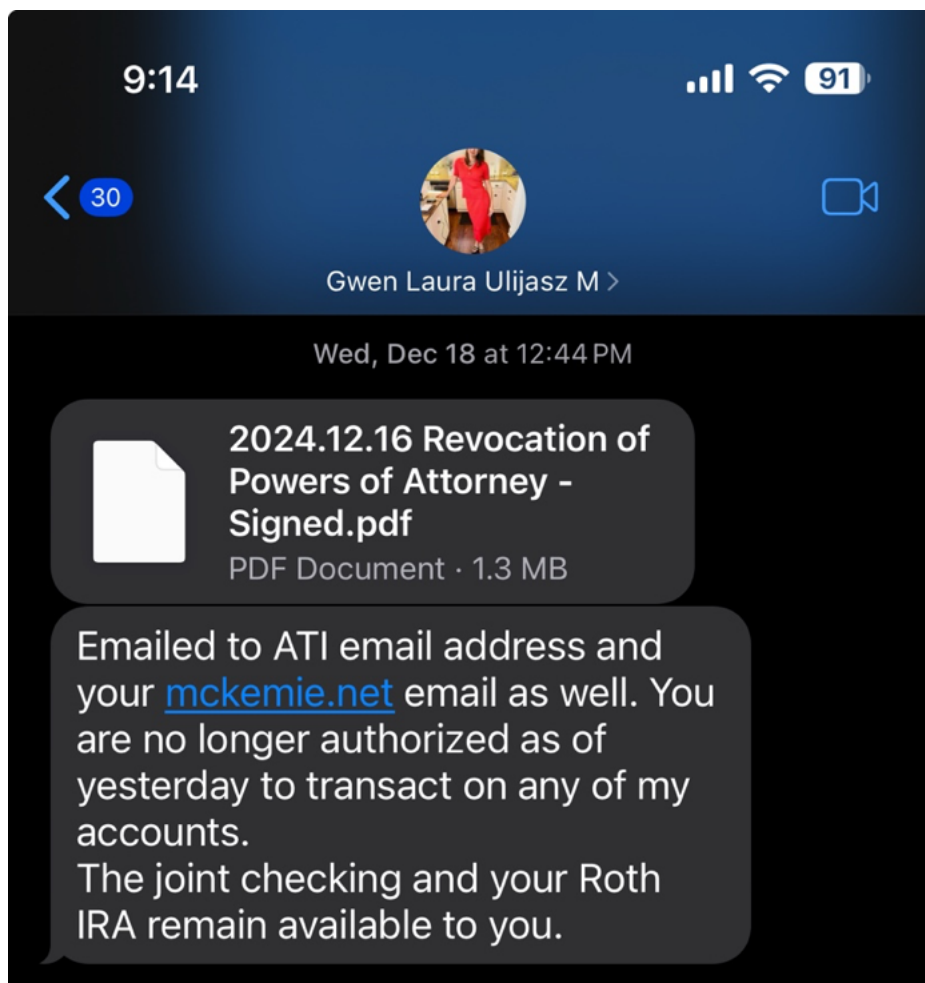 9:14
91
30
Gwen Laura Ulijasz M >
Wed, Dec 18 at 12:44 PM
2024.12.16 Revocation of
Powers of Attorney -
Signed.pdf
PDF Document · 1.3 MB
Emailed to ATI email address and
your mckemie.net email as well. You
are no longer authorized as of
yesterday to transact on any of my
accounts.
The joint checking and your Roth
IRA remain available to you.